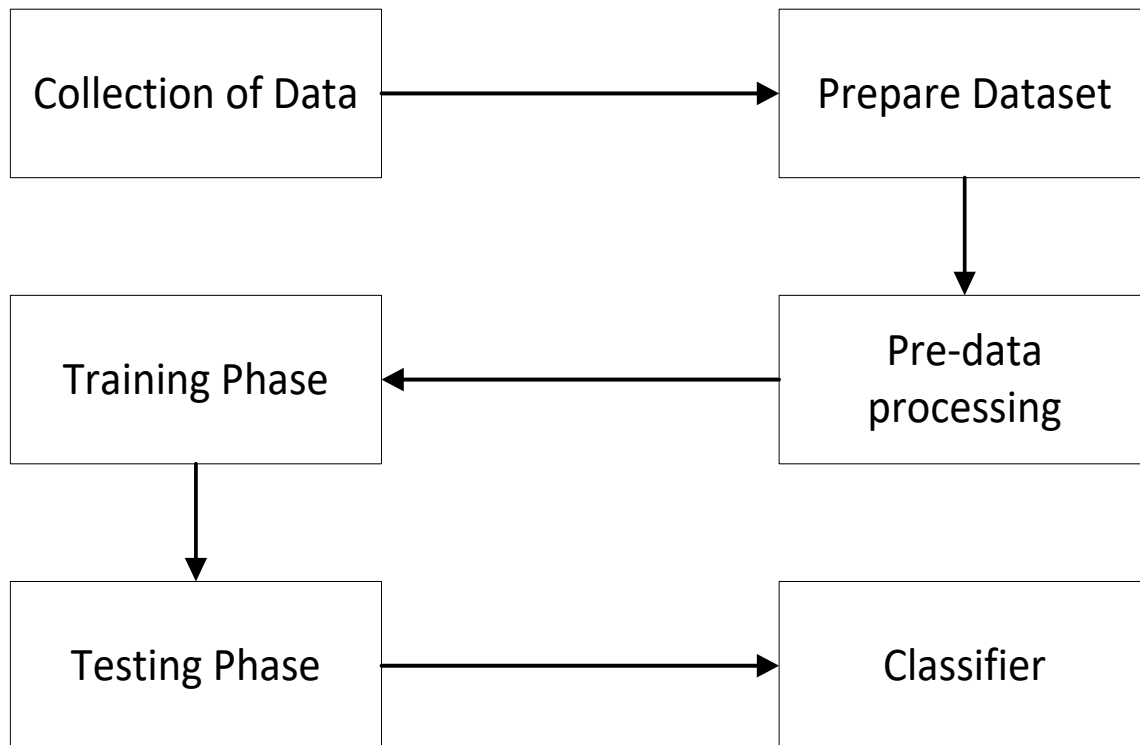 Collection of Data
Prepare Dataset
Pre-data
processing
Training Phase
Testing Phase
Classifier